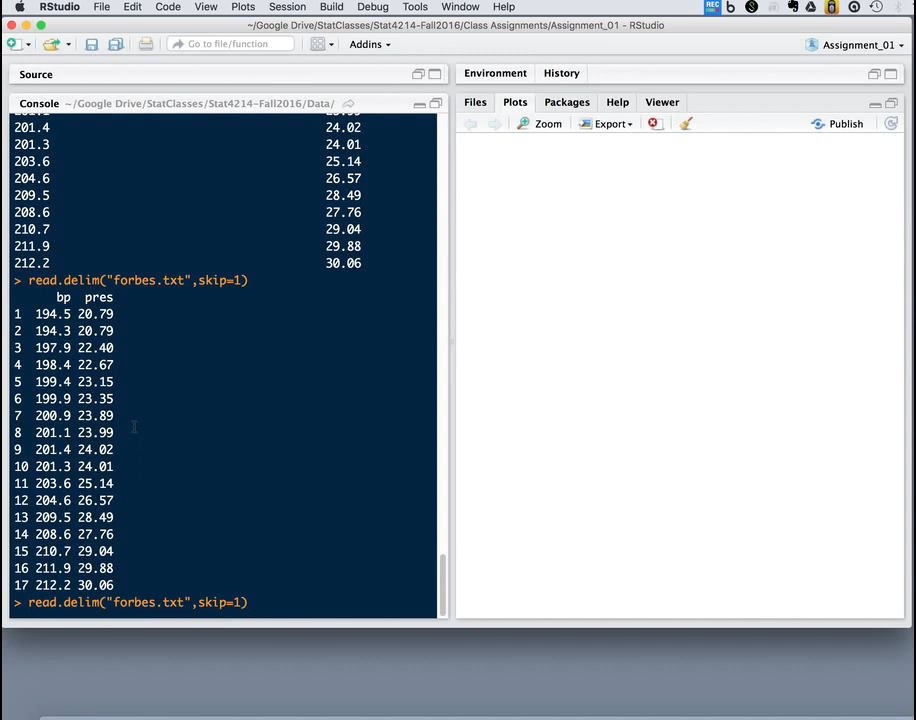 RStudio File Edit Code View Plots Session Build Debug Tools Window Help REC
~/Google Drive/StatClasses/Stat4214-Fall2016/Class Assignments/Assignment_01 - RStudio
Go to file/function Addins Assignment_01
Source
Environment History
Console ~/Google Drive/StatClasses/Stat4214-Fall2016/Data/
Files Plots Packages Help Viewer
Zoom Export Publish
201.4 24.02
201.3 24.01
203.6 25.14
204.6 26.57
209.5 28.49
208.6 27.76
210.7 29.04
211.9 29.88
212.2 30.06
> read.delim("forbes.txt",skip=1)
bp pres
1 194.5 20.79
2 194.3 20.79
3 197.9 22.40
4 198.4 22.67
5 199.4 23.15
6 199.9 23.35
7 200.9 23.89
8 201.1 23.99
9 201.4 24.02
10 201.3 24.01
11 203.6 25.14
12 204.6 26.57
13 209.5 28.49
14 208.6 27.76
15 210.7 29.04
16 211.9 29.88
17 212.2 30.06
> read.delim("forbes.txt",skip=1)